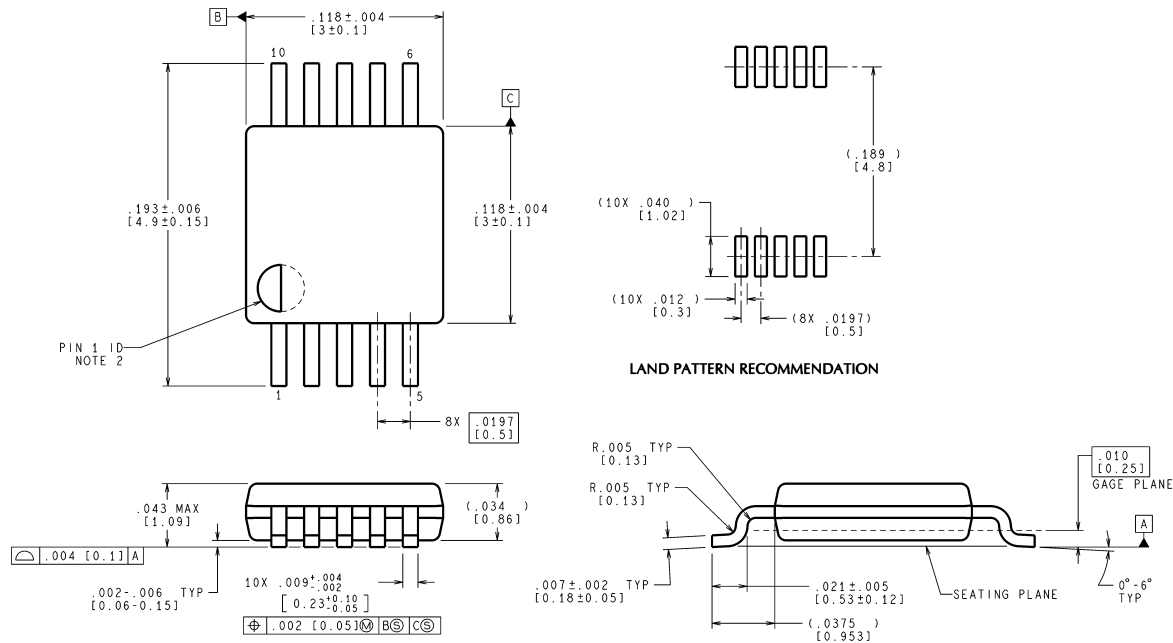 B
.118±.004
[3±0.1]
10
6
C
.193±.006
[4.9±0.15]
.118±.004
[3±0.1]
PIN 1 ID
NOTE 2
1
5
8X .0197
[0.5]
(.189 )
[4.8]
(10X .040 )
[1.02]
(10X .012 )
[0.3]
(8X .0197)
[0.5]
LAND PATTERN RECOMMENDATION
.043 MAX
[1.09]
(.034 )
[0.86]
⌓ .004 [0.1] A
.002-.006 TYP
[0.06-0.15]
10X .009+.004
-.002
[ 0.23+0.10
-0.05 ]
⌖ .002 [0.05]Ⓜ BⓈ CⓈ
R.005 TYP
[0.13]
R.005 TYP
[0.13]
.010
[0.25]
GAGE PLANE
A
.007±.002 TYP
[0.18±0.05]
.021±.005
[0.53±0.12]
(.0375 )
[0.953]
SEATING PLANE
0°-6°
TYP